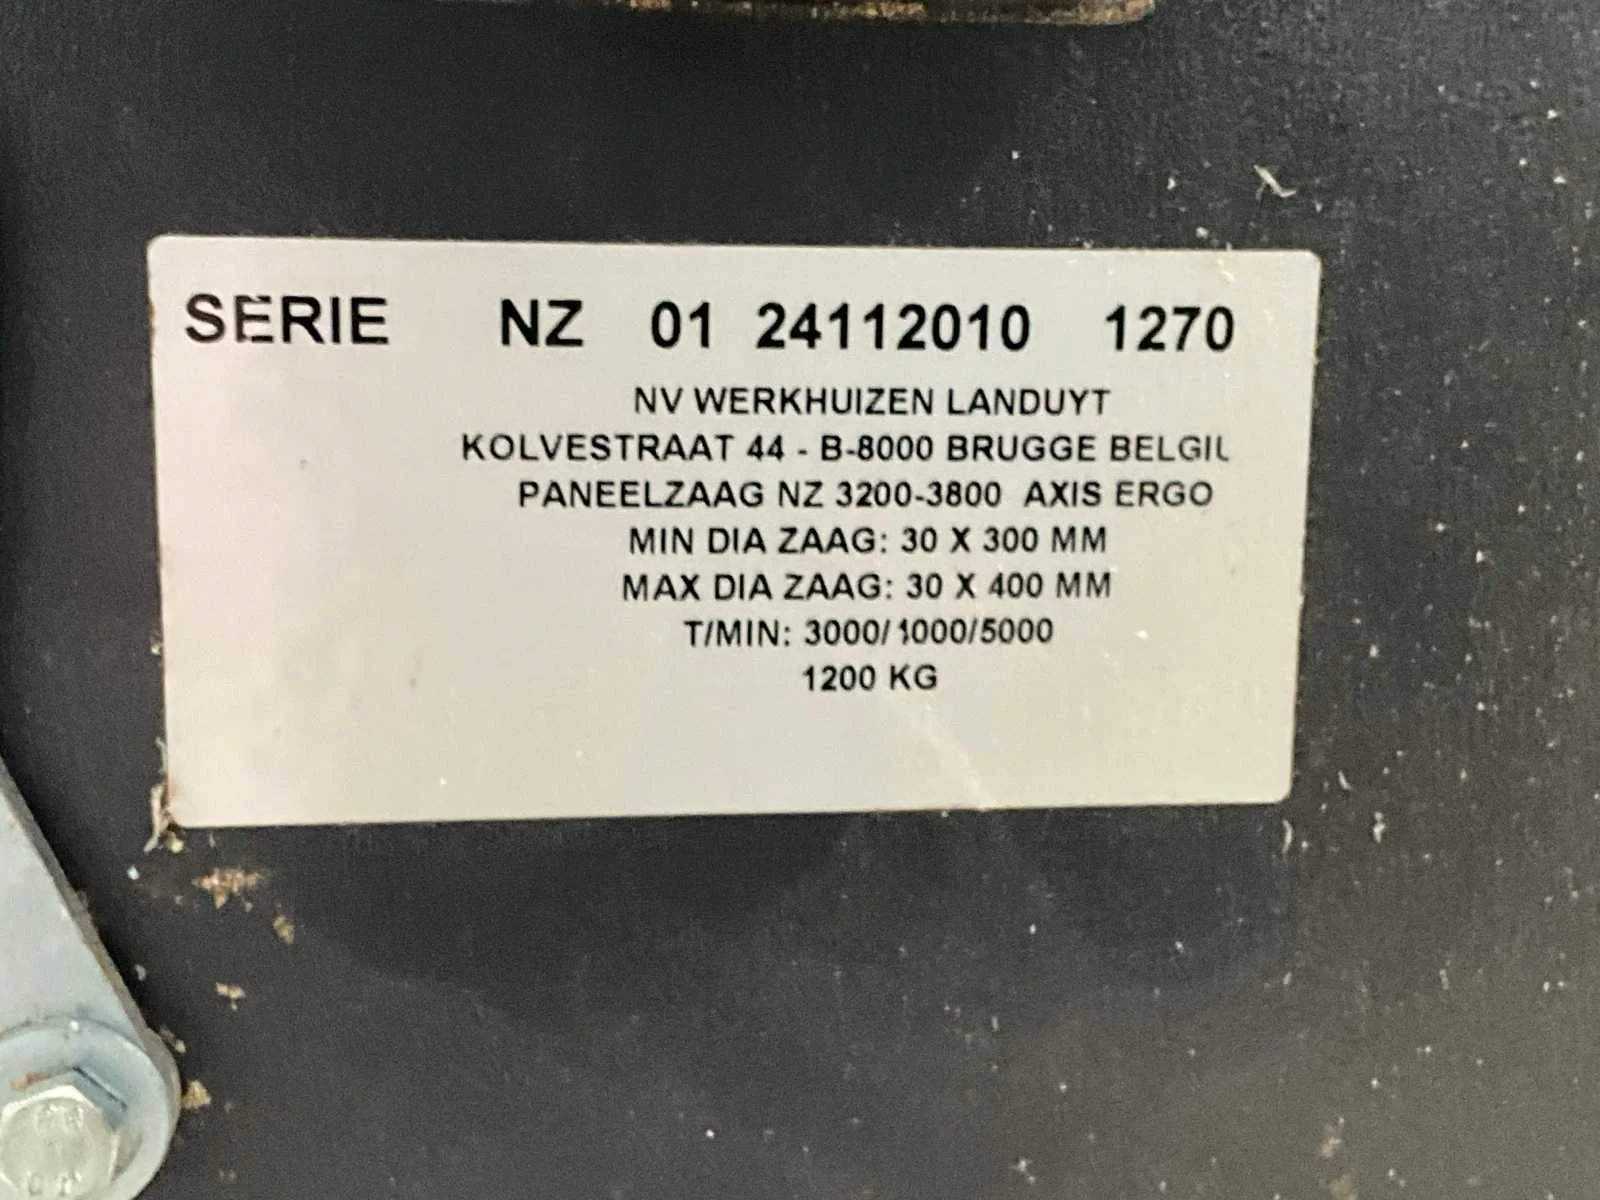 SERIE NZ 01 24112010 1270
NV WERKHUIZEN LANDUYT
KOLVESTRAAT 44 - B-8000 BRUGGE
PANEELZAAG NZ 3200-3800 AXIS ERGO
MIN DIA ZAAG: 30 X 300 MM
MAX DIA ZAAG: 30 X 400 MM
T/MIN: 3000/1000/5000
1200 KG